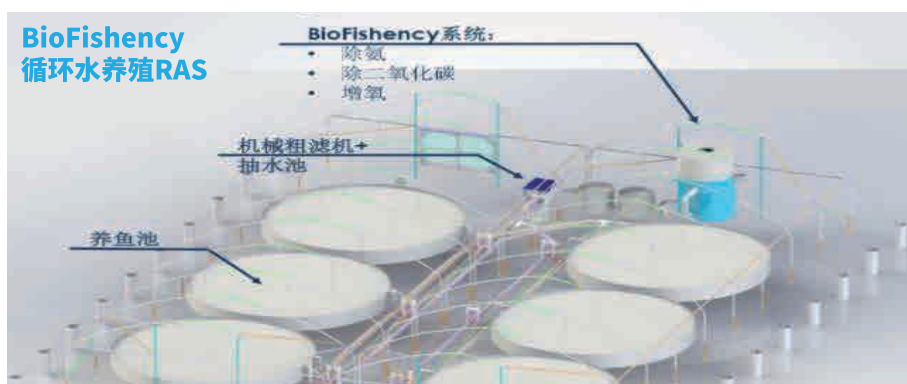 BioFishency
循环水养殖RAS
BioFishency系统：
• 除氨
• 除二氧化碳
• 增氧
机械粗滤机+
抽水池
养鱼池